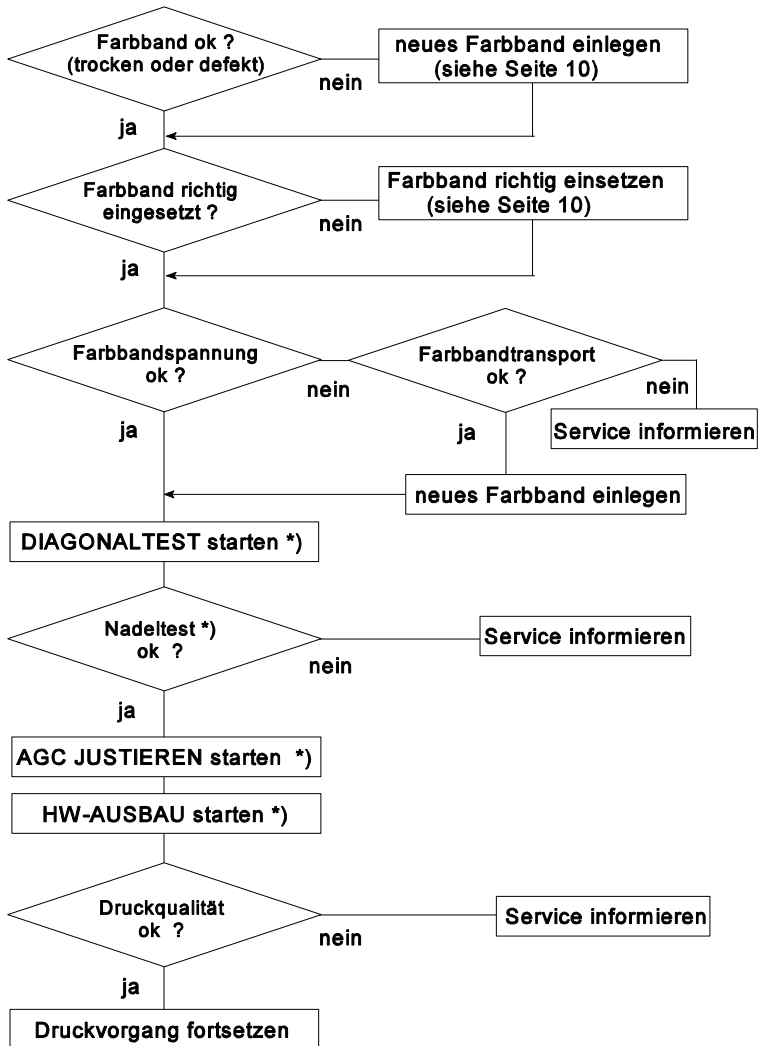 Farbband ok ?
(trocken oder defekt)
nein
neues Farbband einlegen
(siehe Seite 10)
ja
Farbband richtig
eingesetzt ?
nein
Farbband richtig einsetzen
(siehe Seite 10)
ja
Farbbandspannung
ok ?
nein
Farbbandtransport
ok ?
nein
Service informieren
ja
ja
neues Farbband einlegen
DIAGONALTEST starten *)
Nadeltest *)
ok ?
nein
Service informieren
ja
AGC JUSTIEREN starten *)
HW-AUSBAU starten *)
Druckqualität
ok ?
nein
Service informieren
ja
Druckvorgang fortsetzen